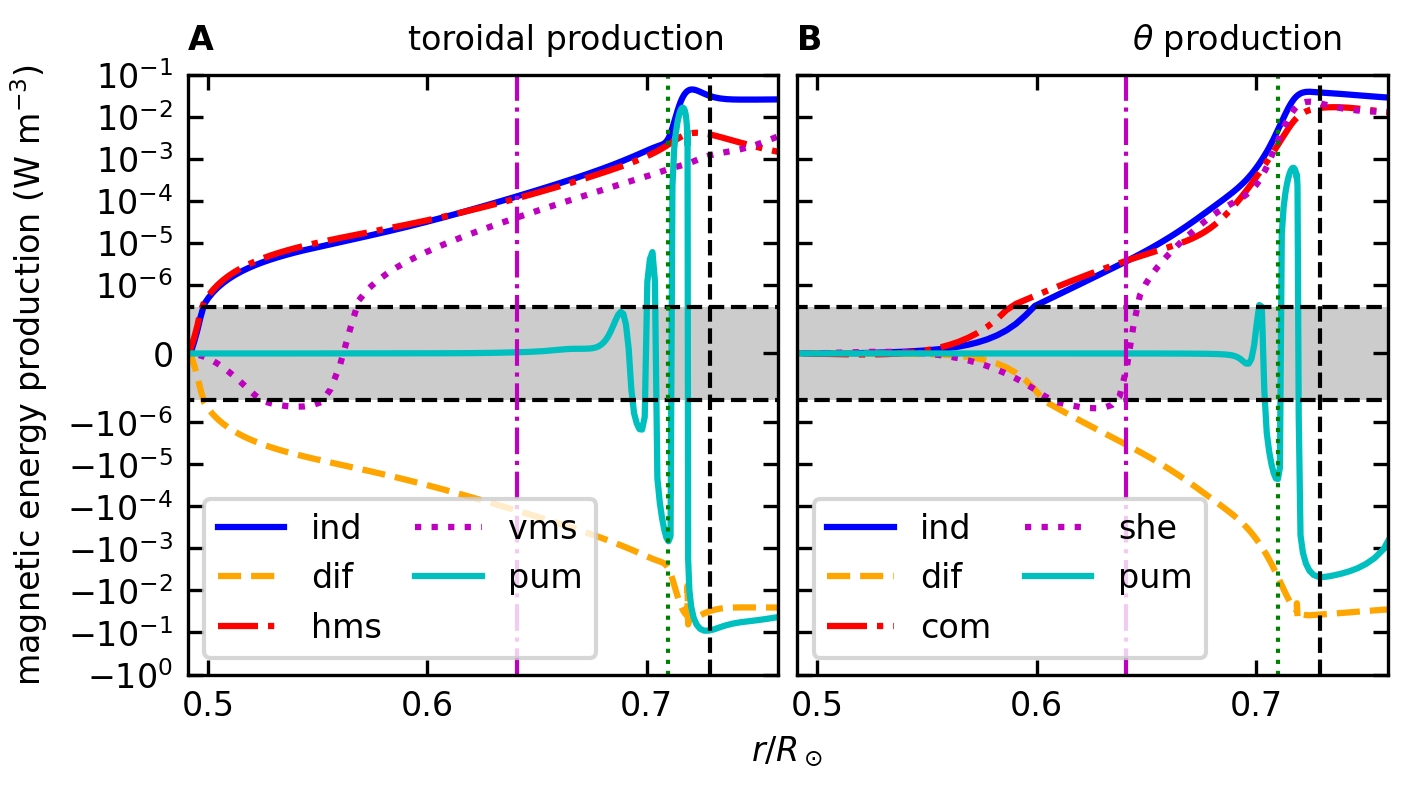 A toroidal production
B θ production
magnetic energy production (W m⁻³)
10⁻¹
10⁻²
10⁻³
10⁻⁴
10⁻⁵
10⁻⁶
0
−10⁻⁶
−10⁻⁵
−10⁻⁴
−10⁻³
−10⁻²
−10⁻¹
−10⁰
ind vms
dif pum
hms
ind she
dif pum
com
0.5 0.6 0.7
0.5 0.6 0.7
r/R☉